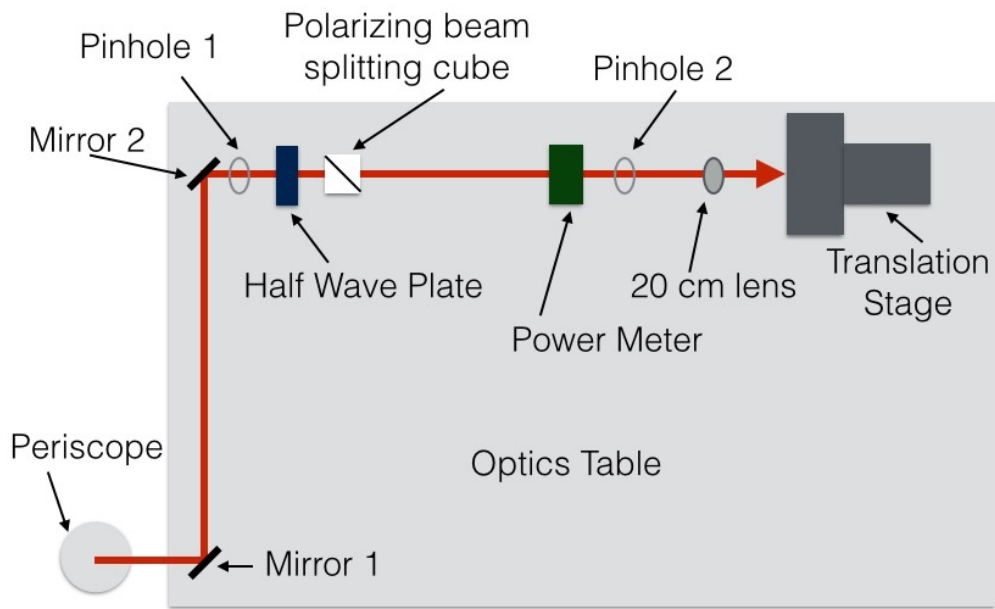 Pinhole 1
Polarizing beam
splitting cube
Pinhole 2
Mirror 2
Half Wave Plate
20 cm lens
Translation
Stage
Power Meter
Periscope
Optics Table
Mirror 1